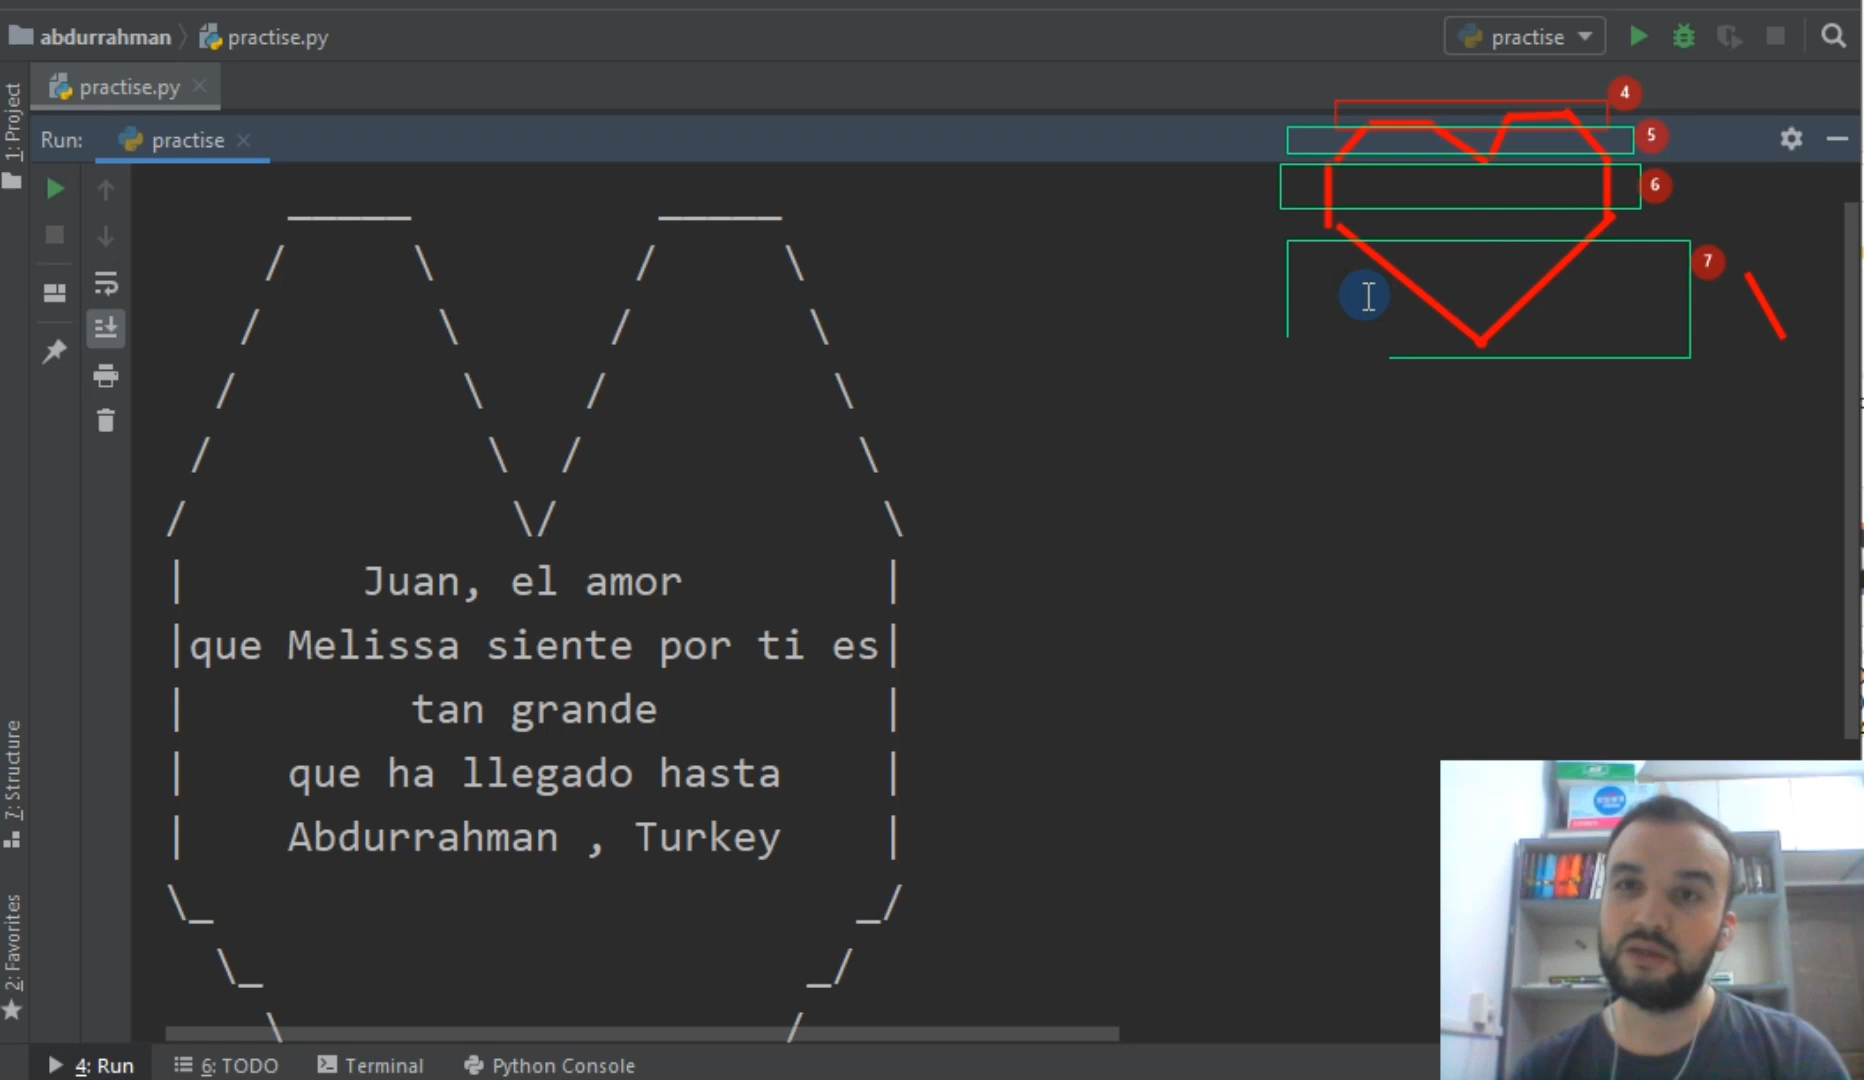 abdurrahman
practise.py
practise
4
practise.py
5
Run:
practise
6
7
1: Project
Juan, el amor
que Melissa siente por ti es
tan grande
que ha llegado hasta
Abdurrahman , Turkey
7: Structure
2: Favorites
4: Run
6: TODO
Terminal
Python Console